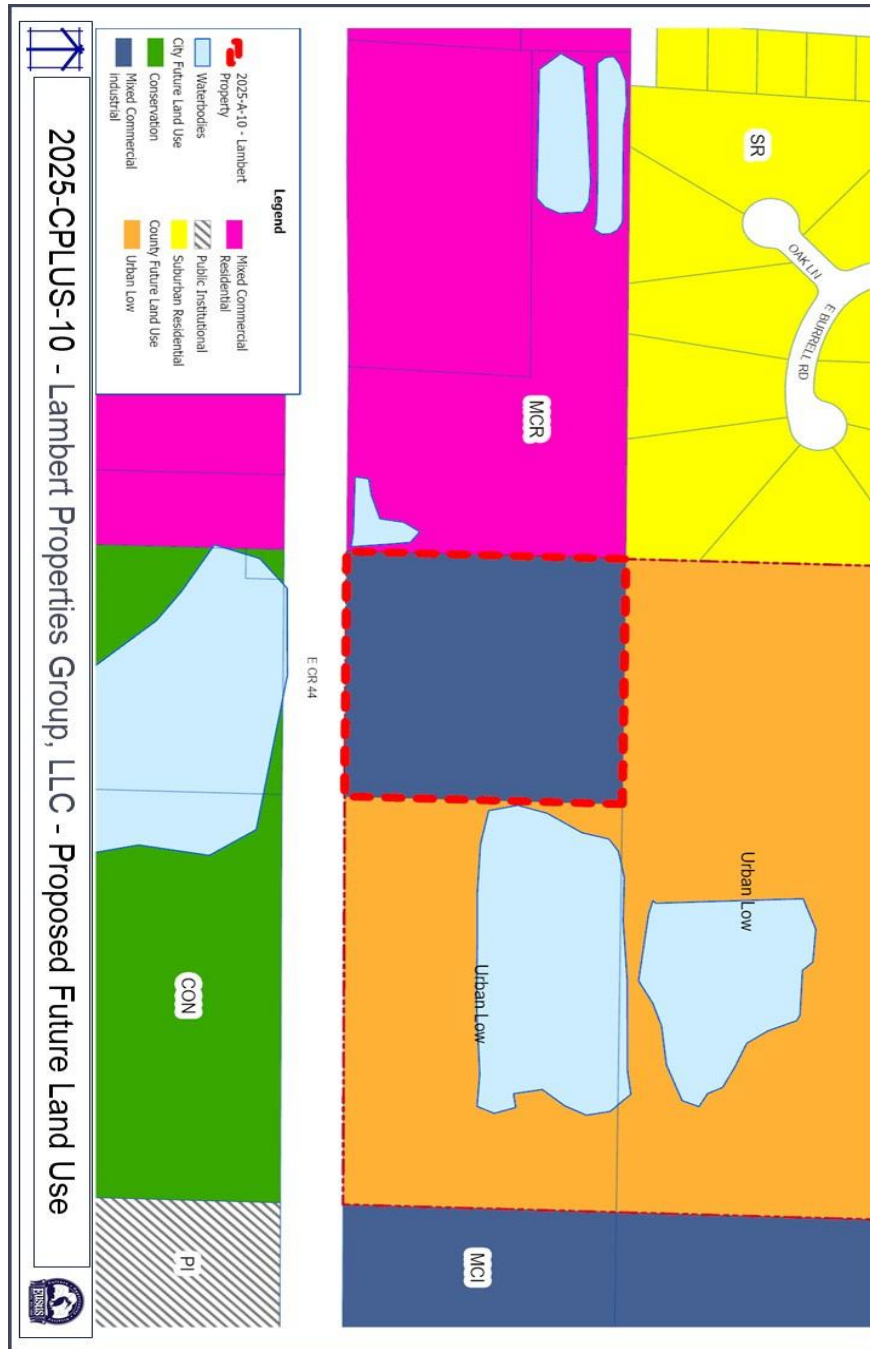 SR
OAK LN
E BURRELL RD
MCR
Urban Low
Urban Low
E CR 44
CON
MCI
PI
Legend
2025-A-10 - Lambert
Property
Waterbodies
City Future Land Use
Conservation
Mixed Commercial
industrial
Mixed Commercial
Residential
Public Institutional
Suburban Residential
County Future Land Use
Urban Low
2025-CPLUS-10 - Lambert Properties Group, LLC - Proposed Future Land Use
EUSTIS